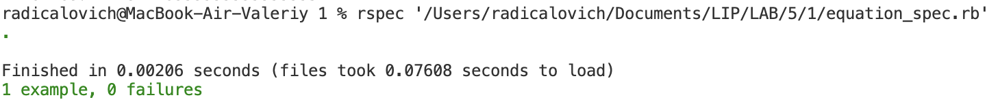 radicalovich@MacBook-Air-Valeriy 1 % rspec '/Users/radicalovich/Documents/LIP/LAB/5/1/equation_spec.rb'
.
Finished in 0.00206 seconds (files took 0.07608 seconds to load)
1 example, 0 failures